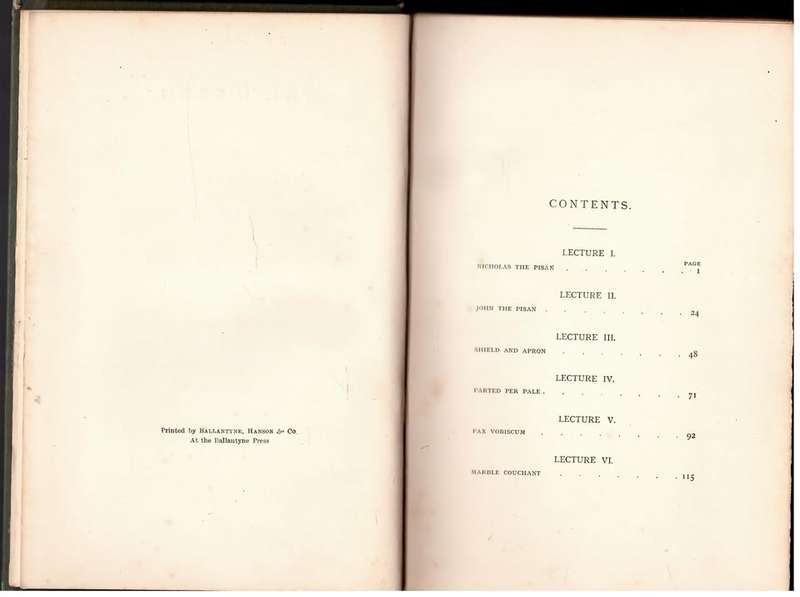 Printed by BALLANTYNE, HANSON & Co.
At the Ballantyne Press
CONTENTS.
LECTURE I.
PAGE
NICHOLAS THE PISAN . . . . . . . 1
LECTURE II.
JOHN THE PISAN . . . . . . . . 24
LECTURE III.
SHIELD AND APRON . . . . . . . 48
LECTURE IV.
PARTED PER PALE . . . . . . . . 71
LECTURE V.
PAX VOBISCUM . . . . . . . . 92
LECTURE VI.
MARBLE COUCHANT . . . . . . . 115